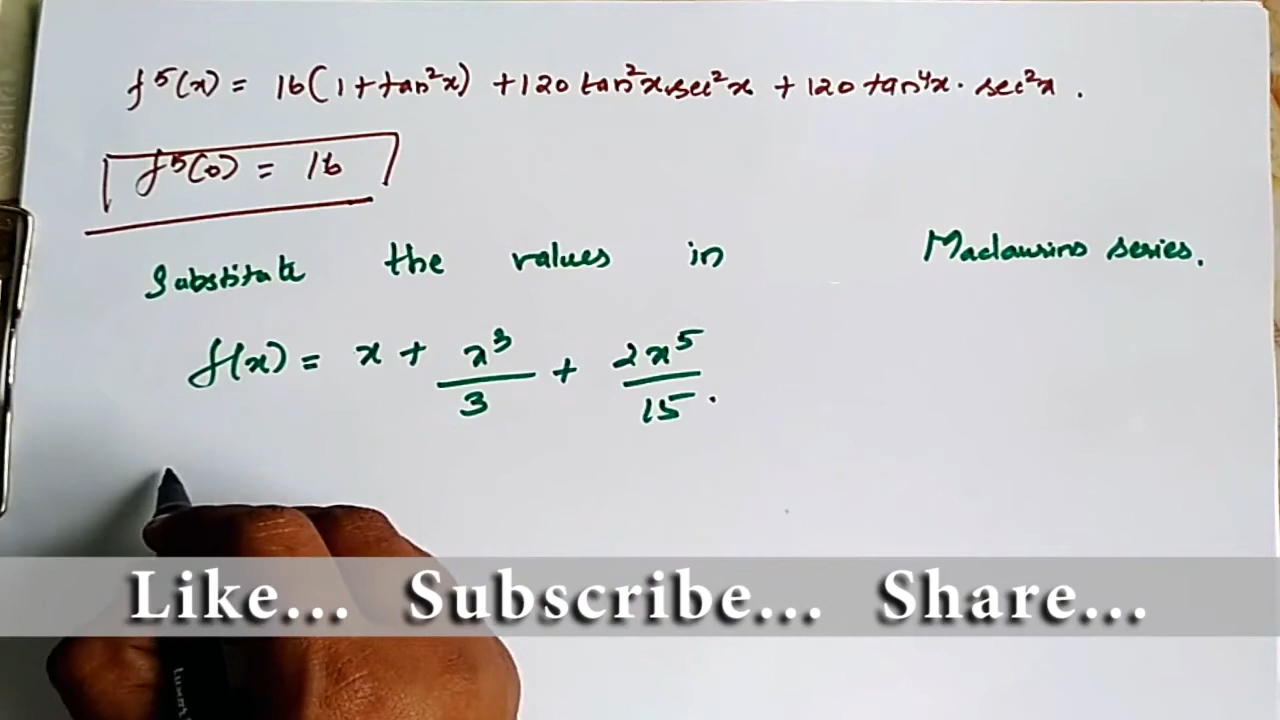 f⁵(x) = 16(1+tan²x) + 120 tan²x.sec²x + 120 tan⁴x. sec²x.
f⁵(0) = 16
Substitute the values in Maclaurins series.
f(x) = x + x³/3 + 2x⁵/15.
Like... Subscribe... Share...